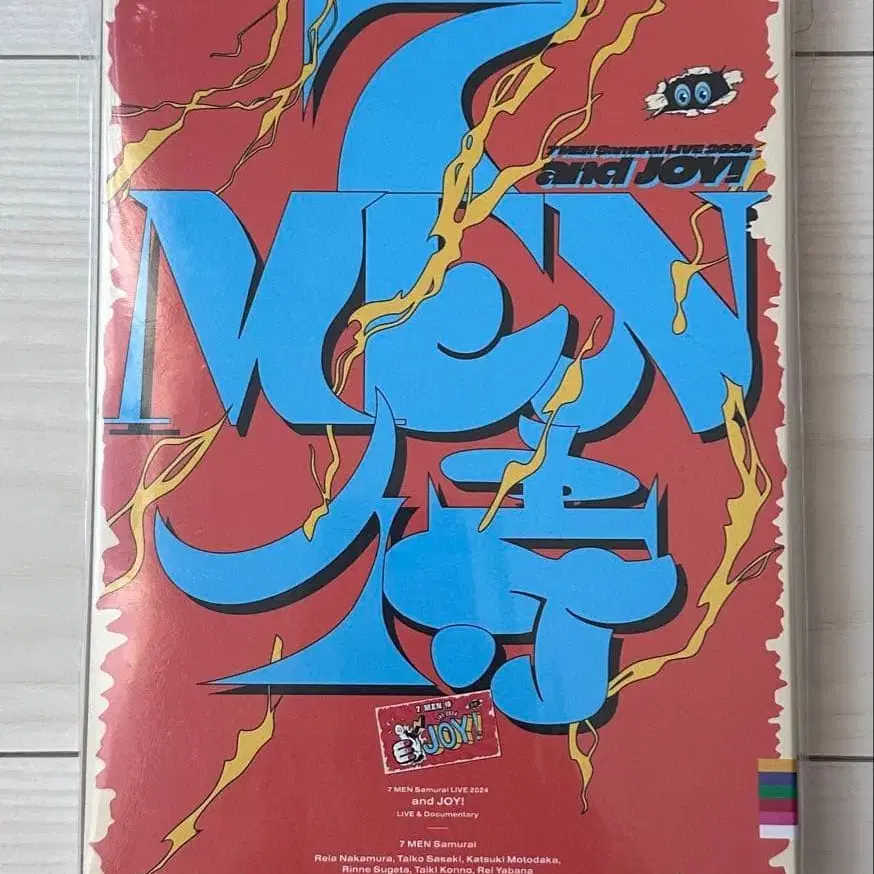 7
7 MEN Samurai LIVE 2024
and JOY!
MEN
侍
7 MEN 侍
JOY!
7 MEN Samurai LIVE 2024
and JOY!
LIVE & Documentary
7 MEN Samurai
Reia Nakamura, Taiko Sasaki, Katsuki Motodaka,
Rinne Sugeta, Taiki Konno, Rei Yabana